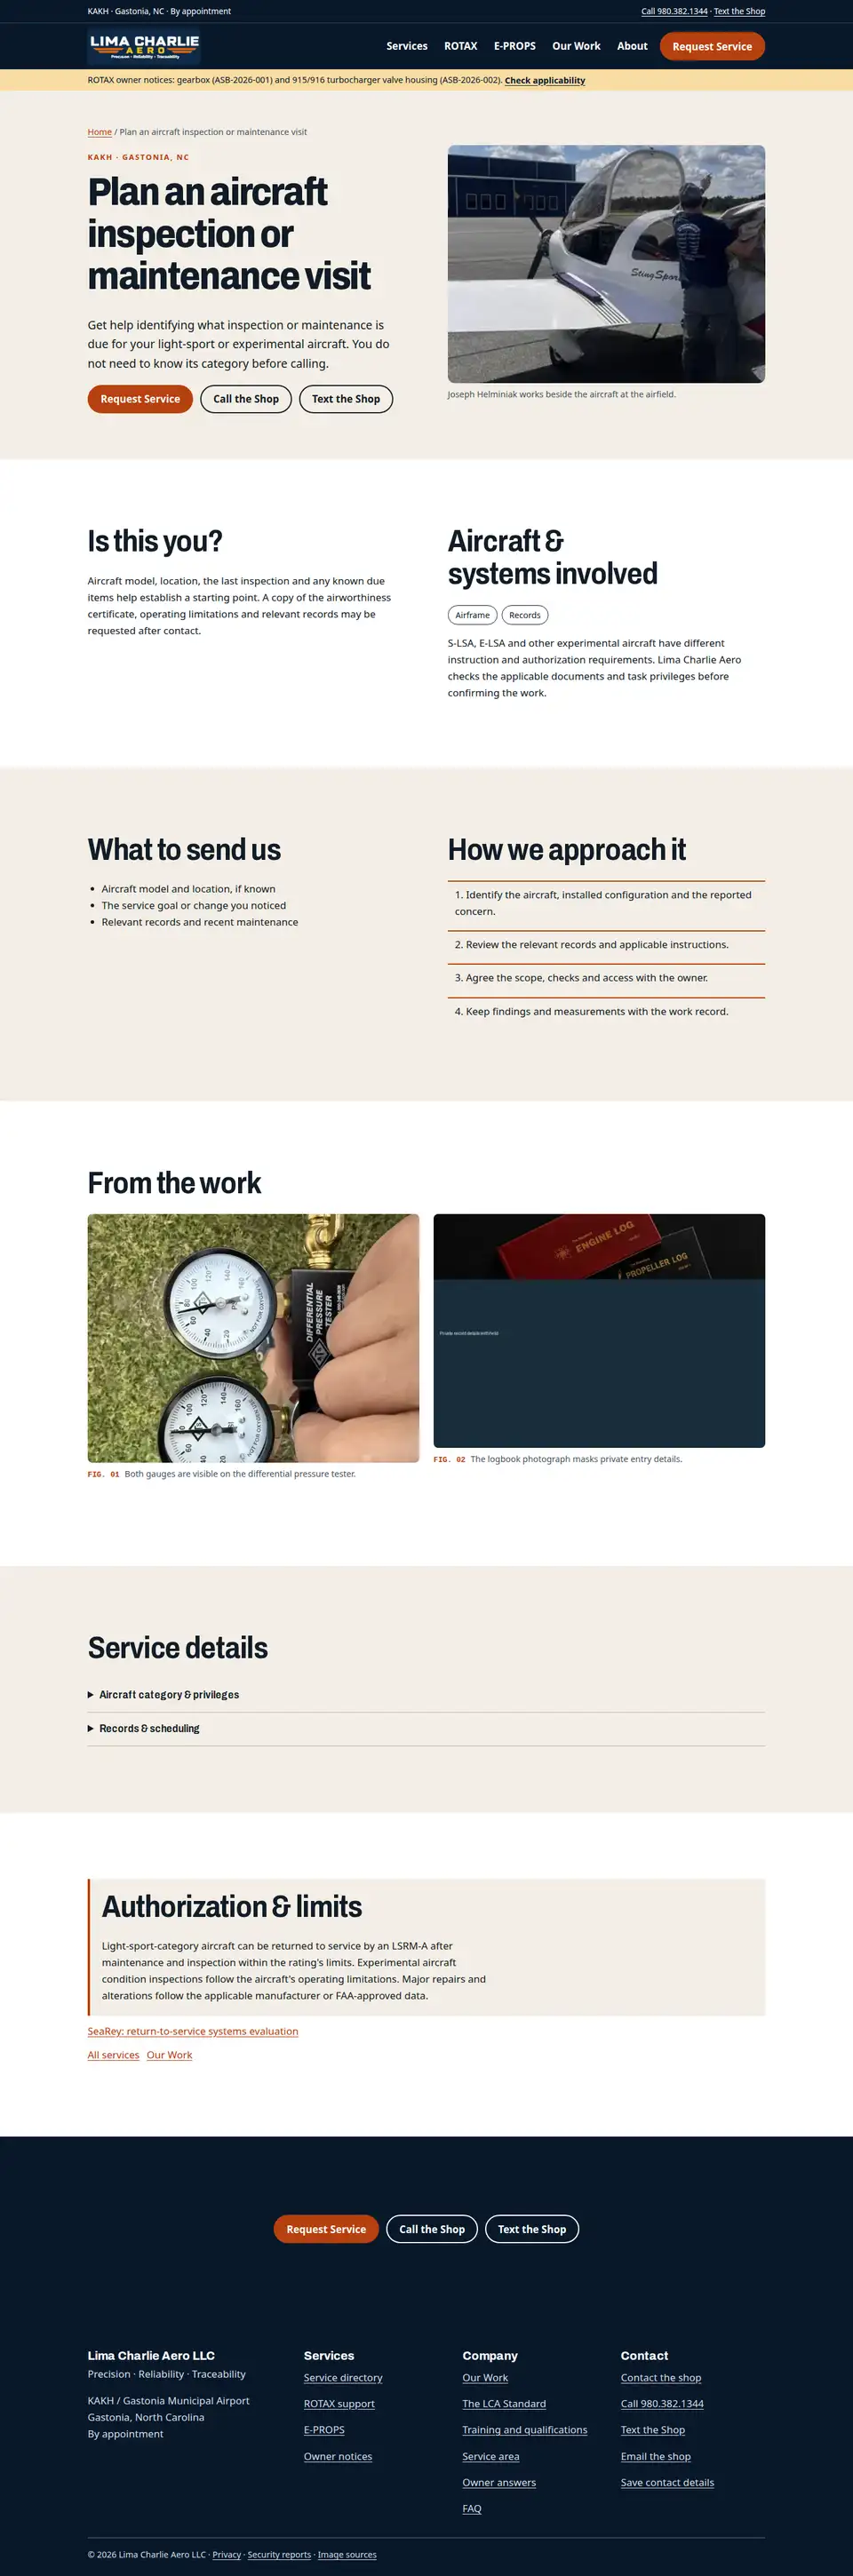 KAKH · Gastonia, NC · By appointment
Call 980.382.1344 · Text the Shop
LIMA CHARLIE
AERO
Precision · Reliability · Traceability
Services
ROTAX
E-PROPS
Our Work
About
Request Service
ROTAX owner notices: gearbox (ASB-2026-001) and 915/916 turbocharger valve housing (ASB-2026-002). Check applicability
Home / Plan an aircraft inspection or maintenance visit
KAKH · GASTONIA, NC
Plan an aircraft
inspection or
maintenance visit
Get help identifying what inspection or maintenance is
due for your light-sport or experimental aircraft. You do
not need to know its category before calling.
Request Service
Call the Shop
Text the Shop
StingSport
Joseph Helminiak works beside the aircraft at the airfield.
Is this you?
Aircraft model, location, the last inspection and any known due
items help establish a starting point. A copy of the airworthiness
certificate, operating limitations and relevant records may be
requested after contact.
Aircraft &
systems involved
Airframe
Records
S-LSA, E-LSA and other experimental aircraft have different
instruction and authorization requirements. Lima Charlie Aero
checks the applicable documents and task privileges before
confirming the work.
What to send us
• Aircraft model and location, if known
• The service goal or change you noticed
• Relevant records and recent maintenance
How we approach it
1. Identify the aircraft, installed configuration and the reported
concern.
2. Review the relevant records and applicable instructions.
3. Agree the scope, checks and access with the owner.
4. Keep findings and measurements with the work record.
From the work
DIFFERENTIAL
PRESSURE
TESTER
FIG. 01 Both gauges are visible on the differential pressure tester.
ENGINE LOG
PROPELLER LOG
Private record details withheld
FIG. 02 The logbook photograph masks private entry details.
Service details
Aircraft category & privileges
Records & scheduling
Authorization & limits
Light-sport-category aircraft can be returned to service by an LSRM-A after
maintenance and inspection within the rating's limits. Experimental aircraft
condition inspections follow the aircraft's operating limitations. Major repairs and
alterations follow the applicable manufacturer or FAA-approved data.
SeaRey: return-to-service systems evaluation
All services Our Work
Request Service
Call the Shop
Text the Shop
Lima Charlie Aero LLC
Precision · Reliability · Traceability
KAKH / Gastonia Municipal Airport
Gastonia, North Carolina
By appointment
Services
Service directory
ROTAX support
E-PROPS
Owner notices
Company
Our Work
The LCA Standard
Training and qualifications
Service area
Owner answers
FAQ
Contact
Contact the shop
Call 980.382.1344
Text the Shop
Email the shop
Save contact details
© 2026 Lima Charlie Aero LLC · Privacy · Security reports · Image sources